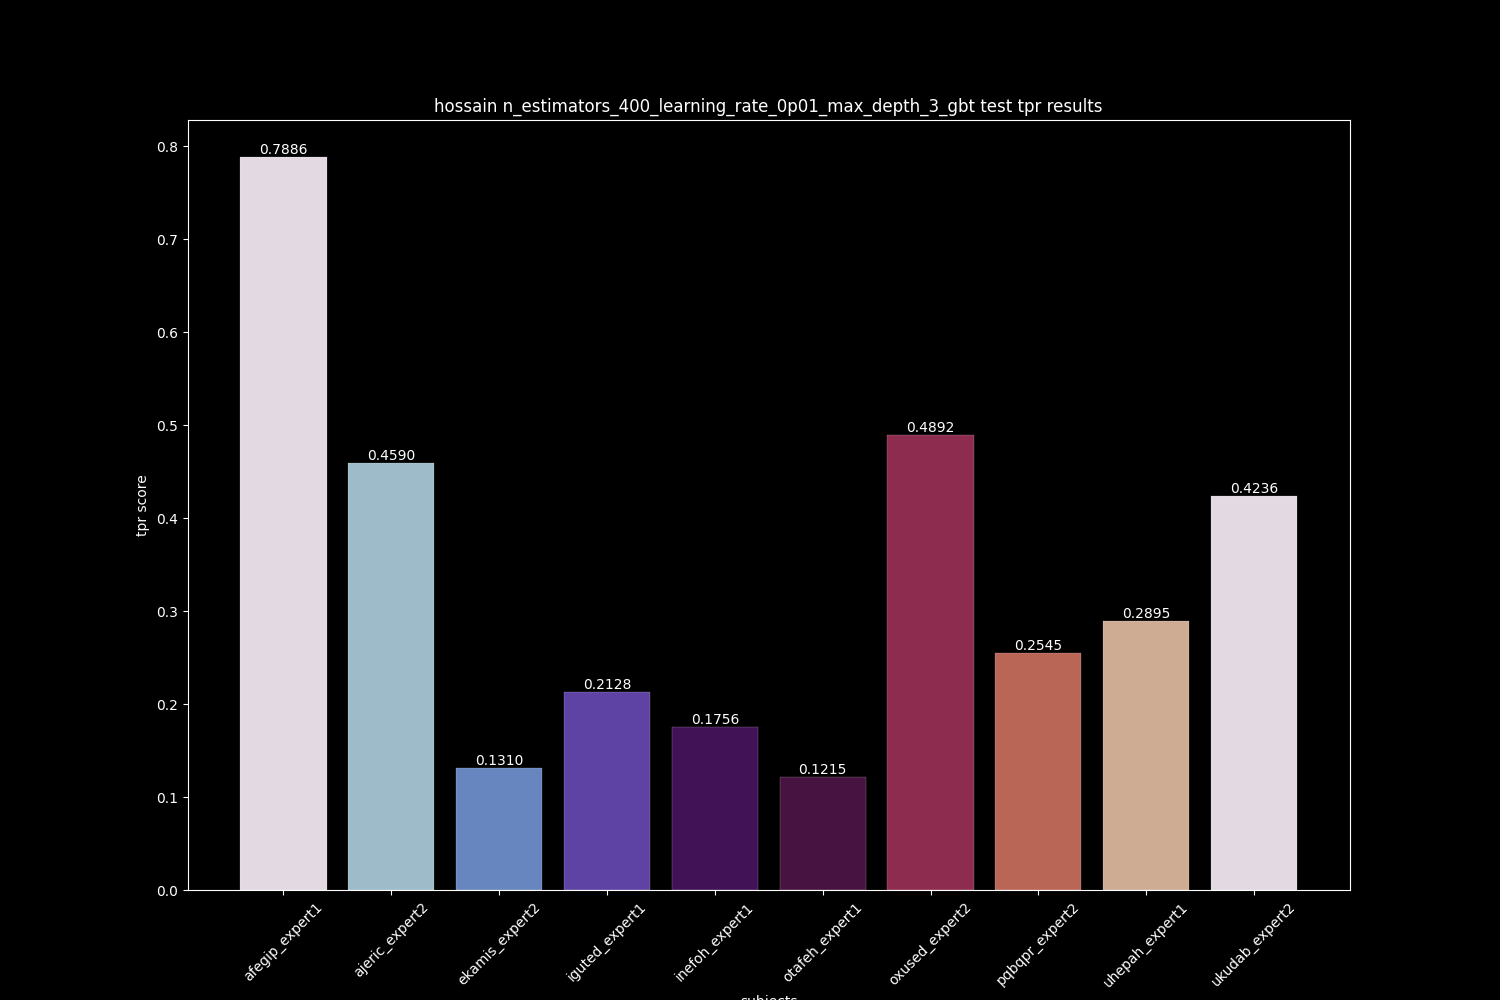 hossain n_estimators_400_learning_rate_0p01_max_depth_3_gbt test tpr results
0.8
0.7
0.6
0.5
0.4
0.3
0.2
0.1
0.0
tpr score
0.7886
0.4590
0.1310
0.2128
0.1756
0.1215
0.4892
0.2545
0.2895
0.4236
afegip_expert1
ajeric_expert2
ekamis_expert2
iguted_expert1
inefoh_expert1
otafeh_expert1
oxused_expert2
pqbqpr_expert2
uhepah_expert1
ukudab_expert2
subjects